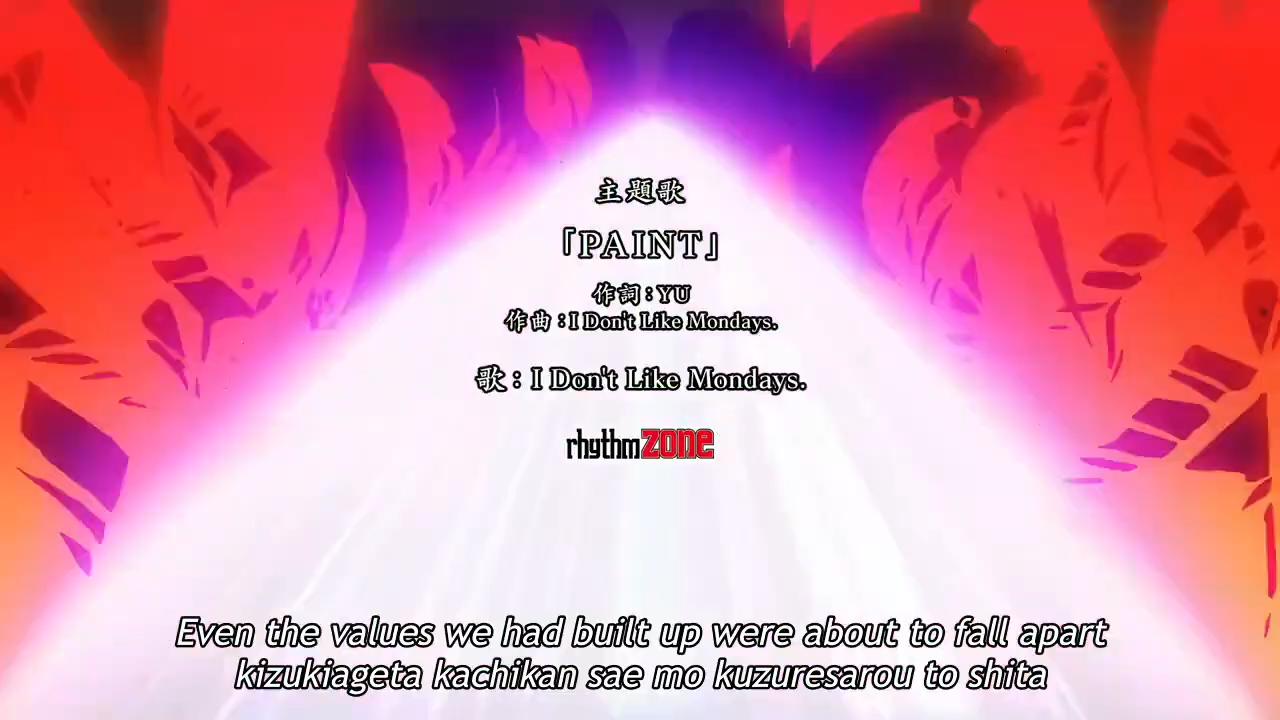 主題歌
「PAINT」
作詞：YU
作曲：I Don't Like Mondays.
歌：I Don't Like Mondays.
rhythmzone
Even the values we had built up were about to fall apart
kizukiageta kachikan sae mo kuzuresarou to shita